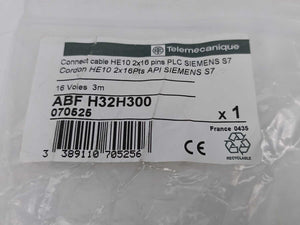 Telemecanique
Connect cable HE10 2x16 pins PLC SIEMENS S7
Cordon HE10 2x16Pts API SIEMENS S7
16 Voies 3m
ABF H32H300
070525
x 1
France 0435
3 389110 705256
CE
RECYCLABLE